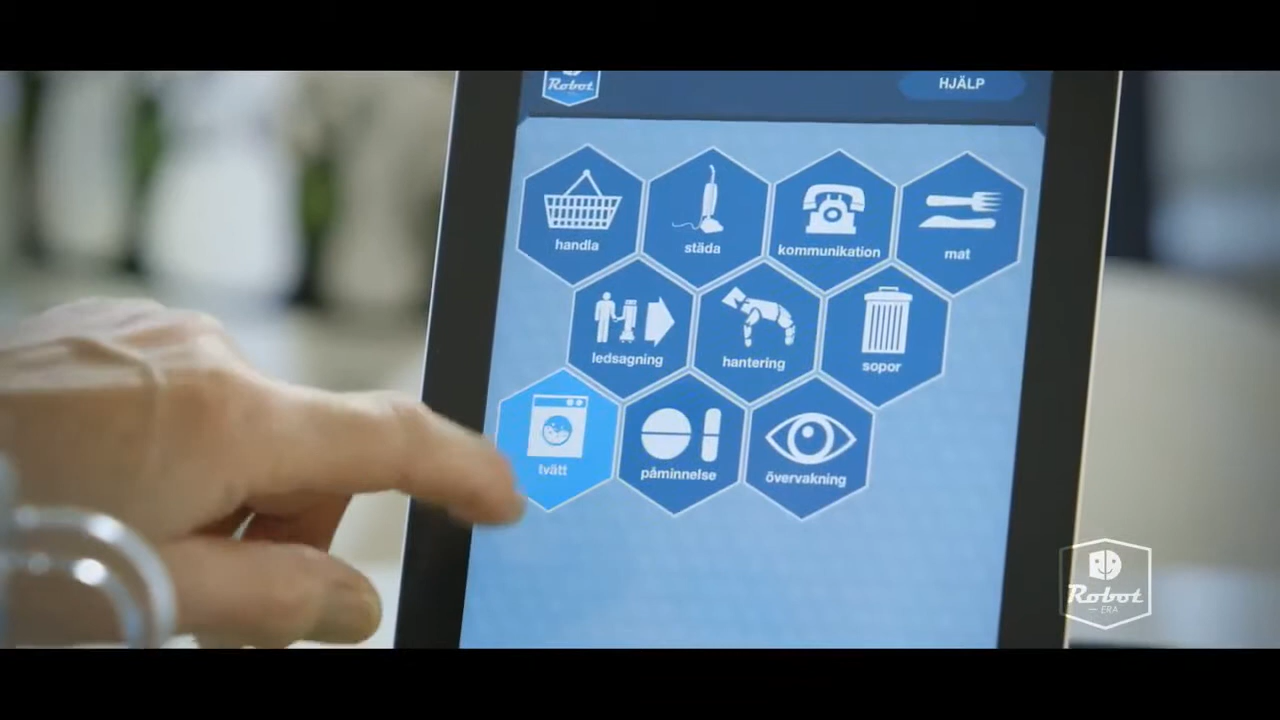 Robot
HJÄLP
handla
städa
kommunikation
mat
ledsagning
hantering
sopor
tvätt
påminnelse
övervakning
Robot
ERA